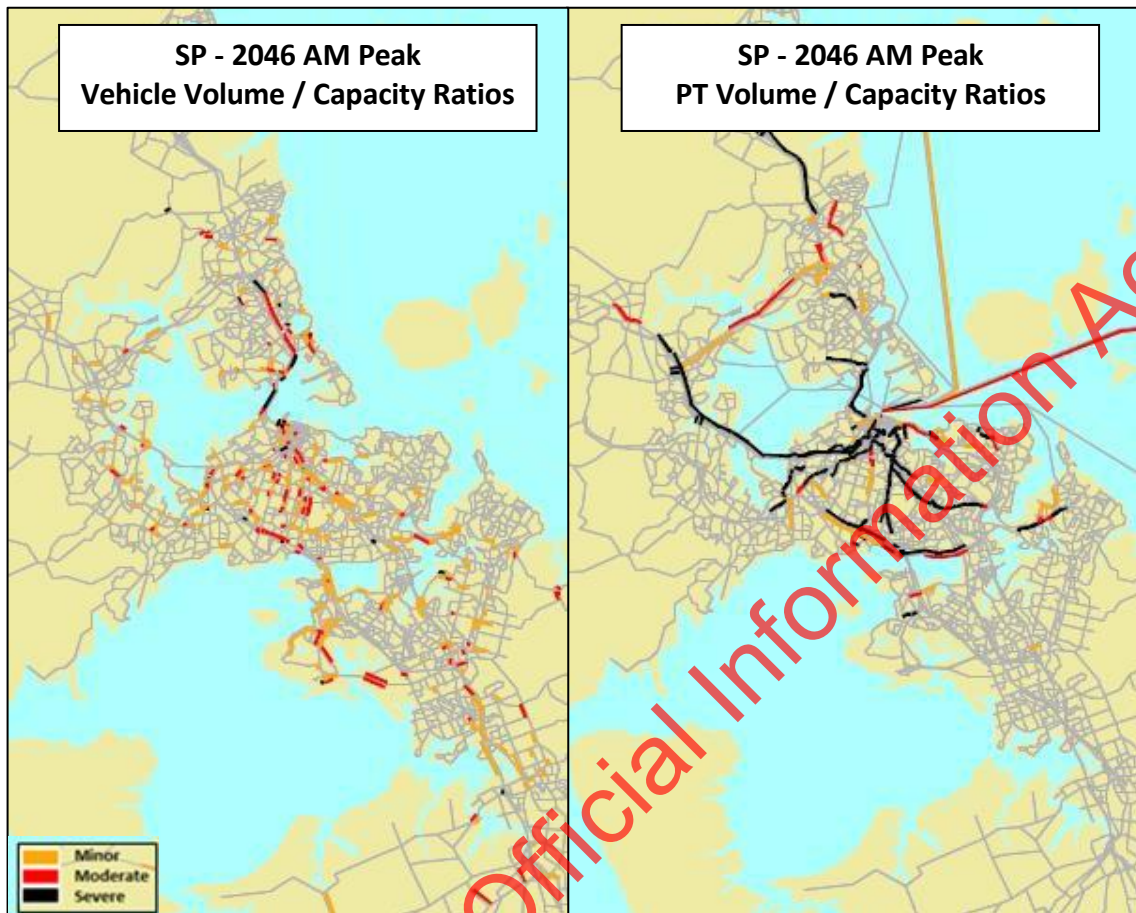 SP - 2046 AM Peak
Vehicle Volume / Capacity Ratios
SP - 2046 AM Peak
PT Volume / Capacity Ratios
Minor
Moderate
Severe
Official Information Ac